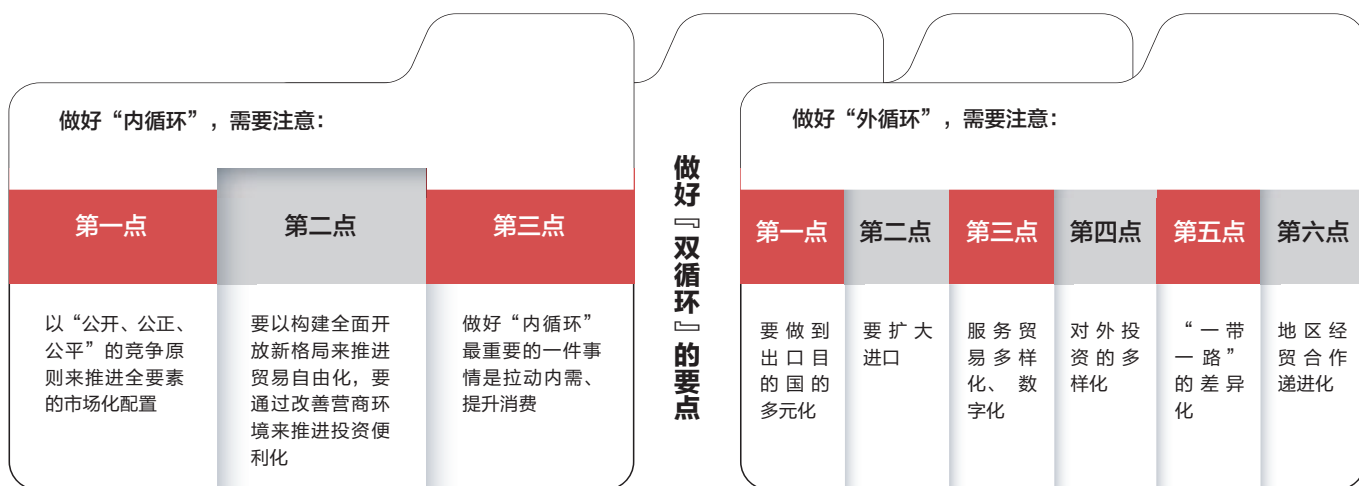 做好“内循环”，需要注意：
第一点
以“公开、公正、
公平”的竞争原
则来推进全要素
的市场化配置
第二点
要以构建全面开
放新格局来推进
贸易自由化，要
通过改善营商环
境来推进投资便
利化
第三点
做好“内循环”
最重要的一件事
情是拉动内需、
提升消费
做好『双循环』的要点
做好“外循环”，需要注意：
第一点
要做到
出口目
的国的
多元化
第二点
要扩大
进口
第三点
服务贸
易多样
化、数
字化
第四点
对外投
资的多
样化
第五点
“一带
一路”
的差异
化
第六点
地区经
贸合作
递进化